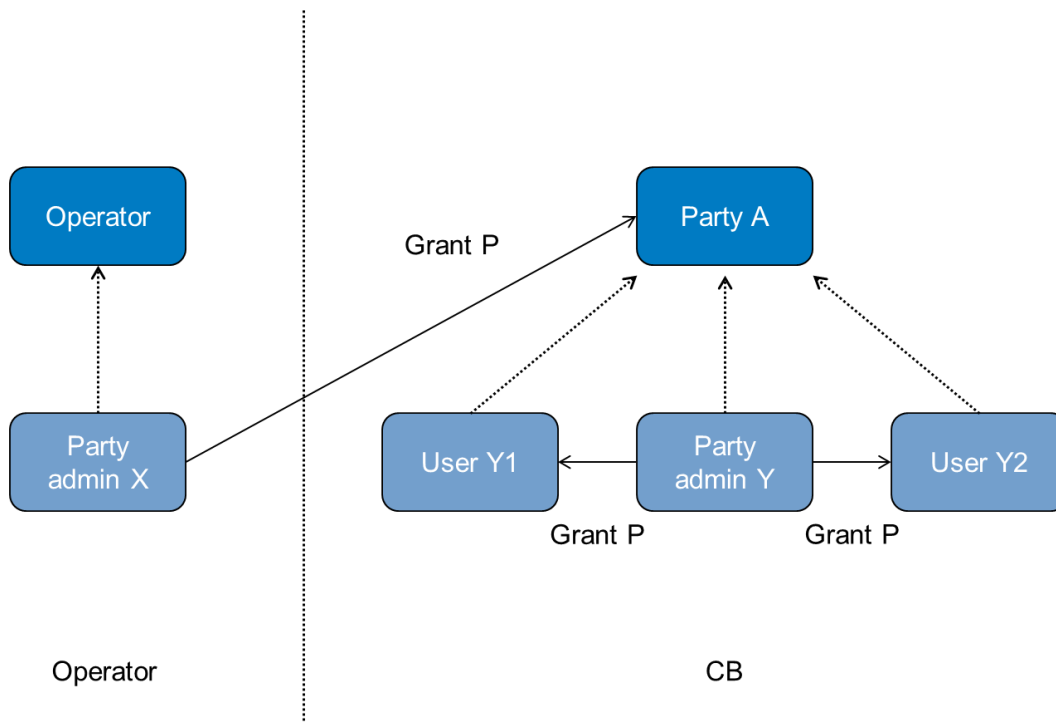 Operator
Party A
Grant P
Party
admin X
User Y1
Party
admin Y
User Y2
Grant P
Grant P
Operator
CB